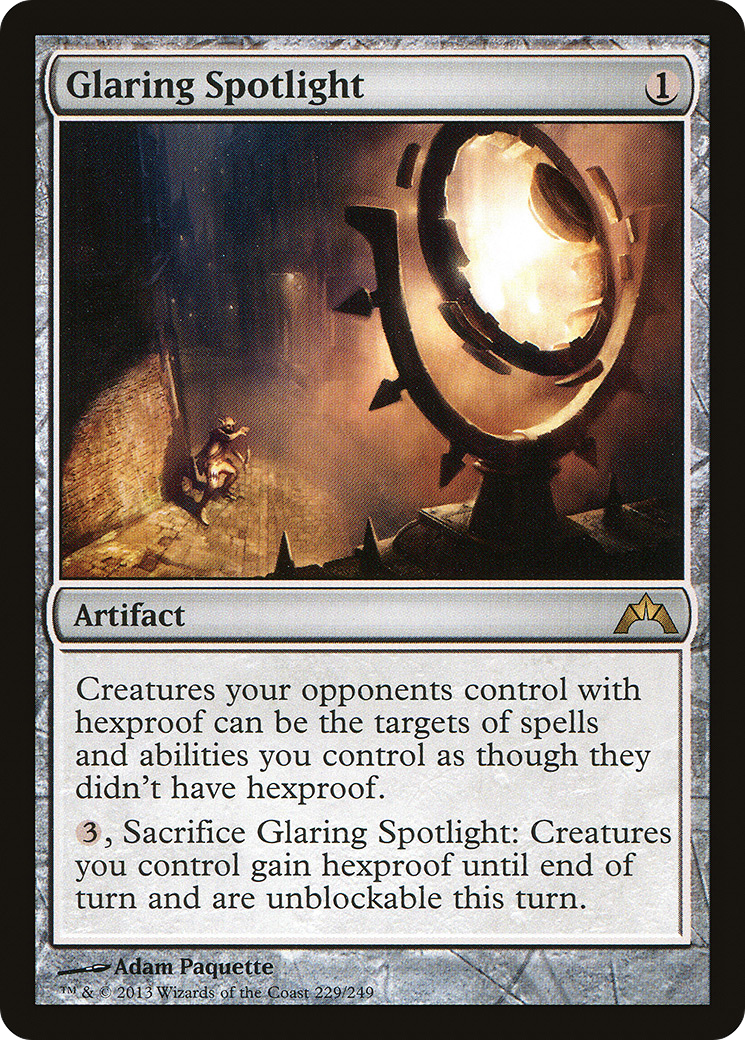 Glaring Spotlight 1
Artifact
Creatures your opponents control with
hexproof can be the targets of spells
and abilities you control as though they
didn't have hexproof.
3, Sacrifice Glaring Spotlight: Creatures
you control gain hexproof until end of
turn and are unblockable this turn.
Adam Paquette
™ & © 2013 Wizards of the Coast 229/249